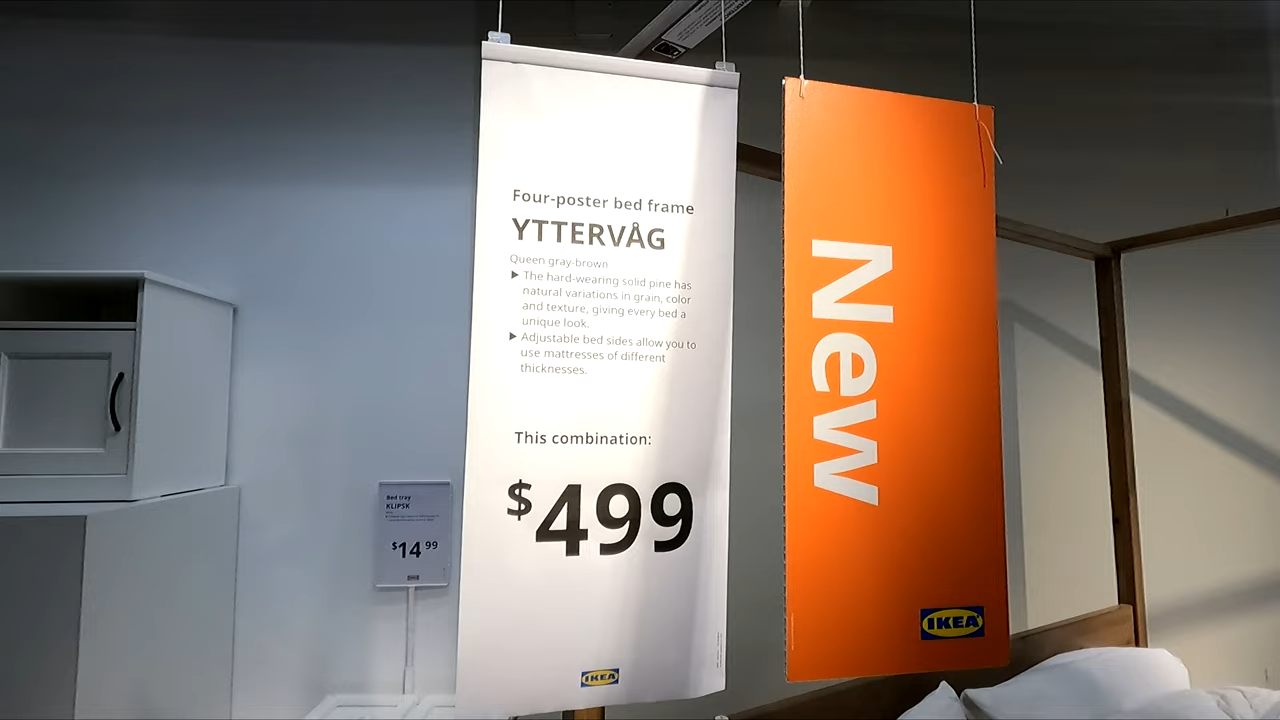 Four-poster bed frame
YTTERVÅG
Queen gray-brown
▶ The hard-wearing solid pine has
natural variations in grain, color
and texture, giving every bed a
unique look.
▶ Adjustable bed sides allow you to
use mattresses of different
thicknesses.
This combination:
$499
IKEA
New
IKEA
Bed tray
KLIPSK
$14.99
IKEA